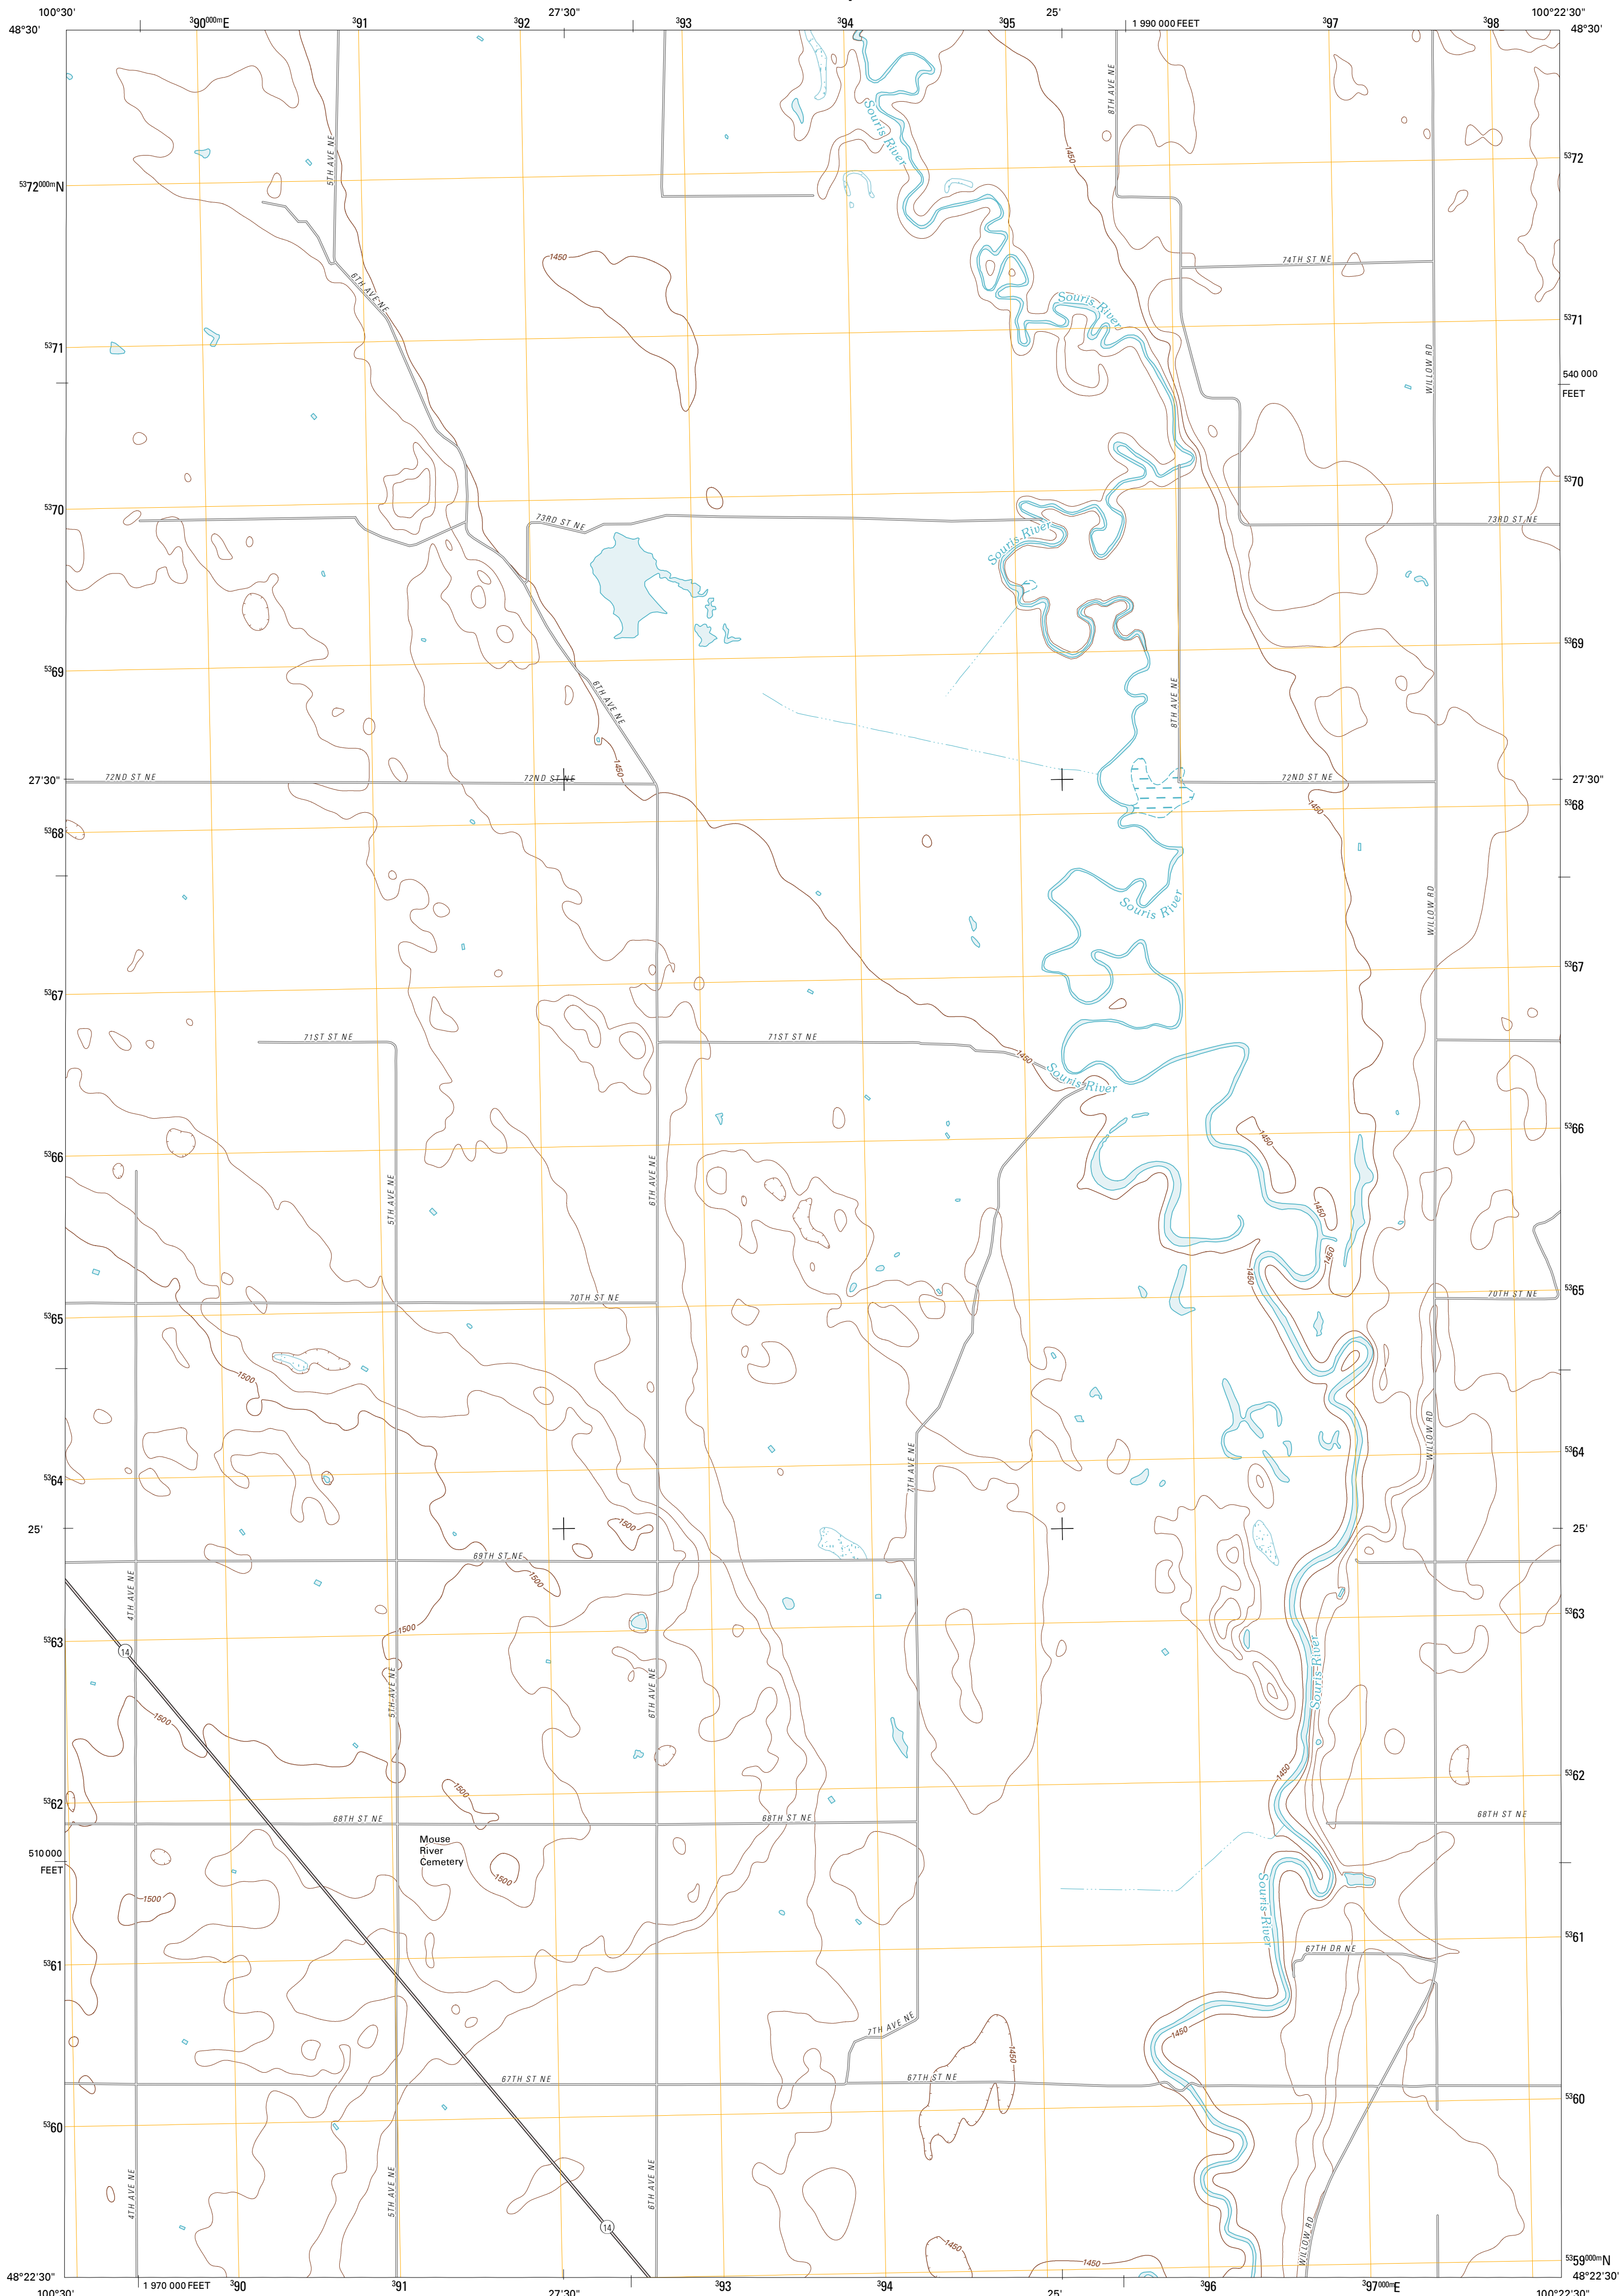 100°30' ³90⁰⁰⁰ᵐE ³91 ³92 27'30" ³93 ³94 ³95 25' 1 990 000 FEET ³97 ³98 100°22'30"
48°30' 48°30'
8TH AVE NE
Souris River
5TH AVE NE
1450
⁵³72
⁵³72⁰⁰⁰ᵐN
1450
74TH ST NE
6TH AVE NE
Souris River
⁵³71
⁵³71
WILLOW RD
540 000
FEET
⁵³70
⁵³70
73RD ST NE
73RD ST NE
Souris River
⁵³69
⁵³69
6TH AVE NE
8TH AVE NE
1450
27'30"
72ND ST NE
72ND ST NE
72ND ST NE
27'30"
1450
⁵³68
⁵³68
Souris River
WILLOW RD
⁵³67
⁵³67
71ST ST NE
71ST ST NE
1450
Souris River
⁵³66
1450
⁵³66
5TH AVE NE
6TH AVE NE
1450
1450
1450
⁵³65
70TH ST NE
70TH ST NE
⁵³65
1500
WILLOW RD
⁵³64
7TH AVE NE
⁵³64
1500
25'
25'
69TH ST NE
1500
4TH AVE NE
⁵³63
1500
⁵³63
14
Souris River
5TH AVE NE
6TH AVE NE
1500
1450
⁵³62
1500
⁵³62
68TH ST NE
68TH ST NE
68TH ST NE
Mouse
River
Cemetery
510 000
FEET
1500
1500
Souris River
⁵³61
67TH DR NE
⁵³61
7TH AVE NE
1450
1450
67TH ST NE
67TH ST NE
⁵³60
⁵³60
4TH AVE NE
5TH AVE NE
6TH AVE NE
14
WILLOW RD
1450
1450
⁵³59⁰⁰⁰ᵐN
48°22'30" 48°22'30"
100°30' 1 970 000 FEET ³90 ³91 27'30" ³93 ³94 25' ³96 ³97⁰⁰⁰ᵐE 100°22'30"